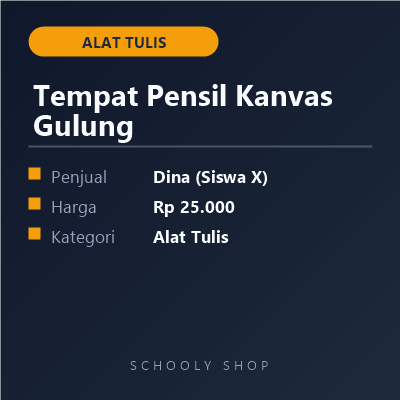 ALAT TULIS
Tempat Pensil Kanvas
Gulung
Penjual Dina (Siswa X)
Harga Rp 25.000
Kategori Alat Tulis
SCHOOLY SHOP